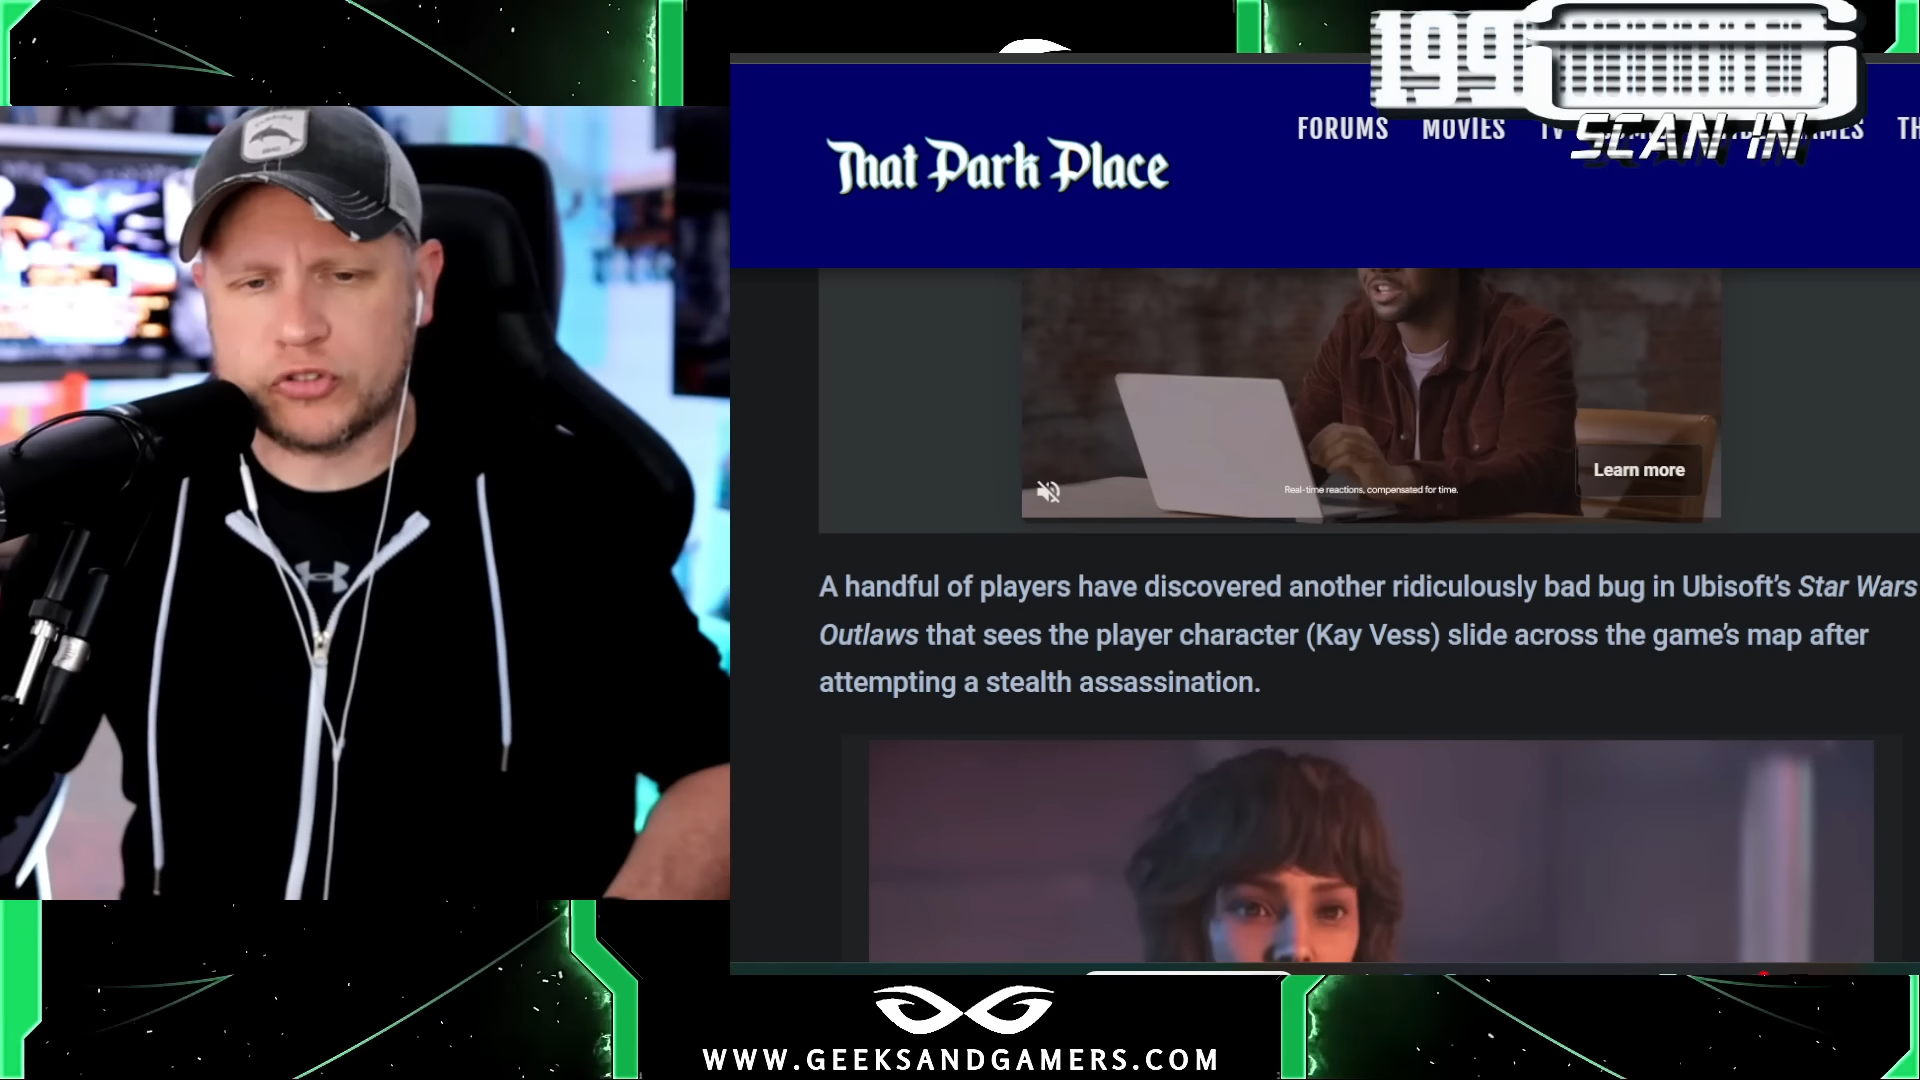 199
SCAN IN
FORUMS MOVIES TV
That Park Place
Learn more
Real-time reactions, compensated for time.
A handful of players have discovered another ridiculously bad bug in Ubisoft's Star Wars
Outlaws that sees the player character (Kay Vess) slide across the game's map after
attempting a stealth assassination.
WWW.GEEKSANDGAMERS.COM